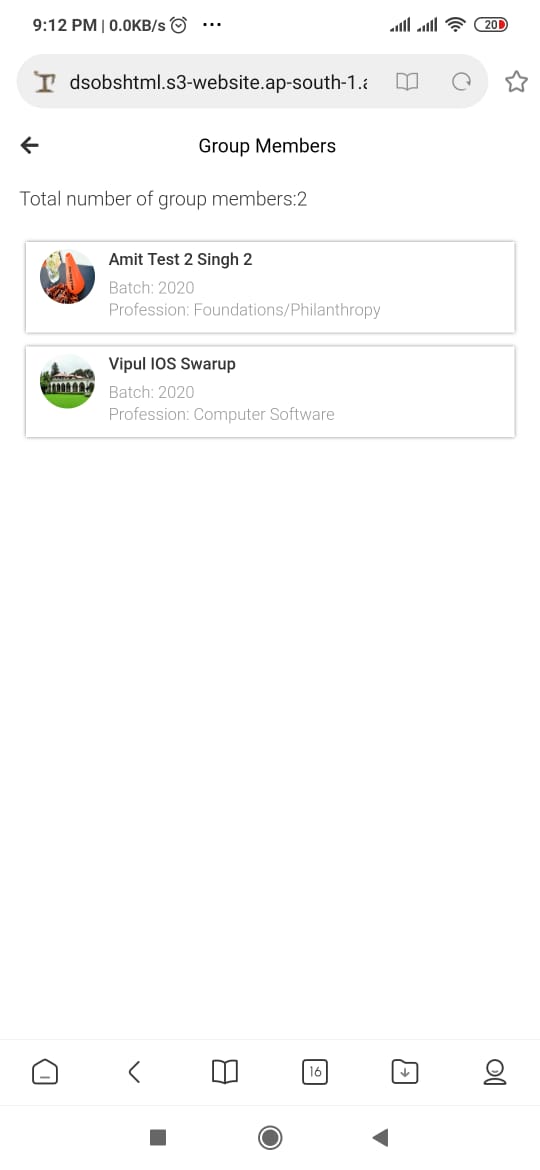 9:12 PM | 0.0KB/s ...
20
dsobshtml.s3-website.ap-south-1.a
Group Members
Total number of group members:2
Amit Test 2 Singh 2
Batch: 2020
Profession: Foundations/Philanthropy
Vipul IOS Swarup
Batch: 2020
Profession: Computer Software
16